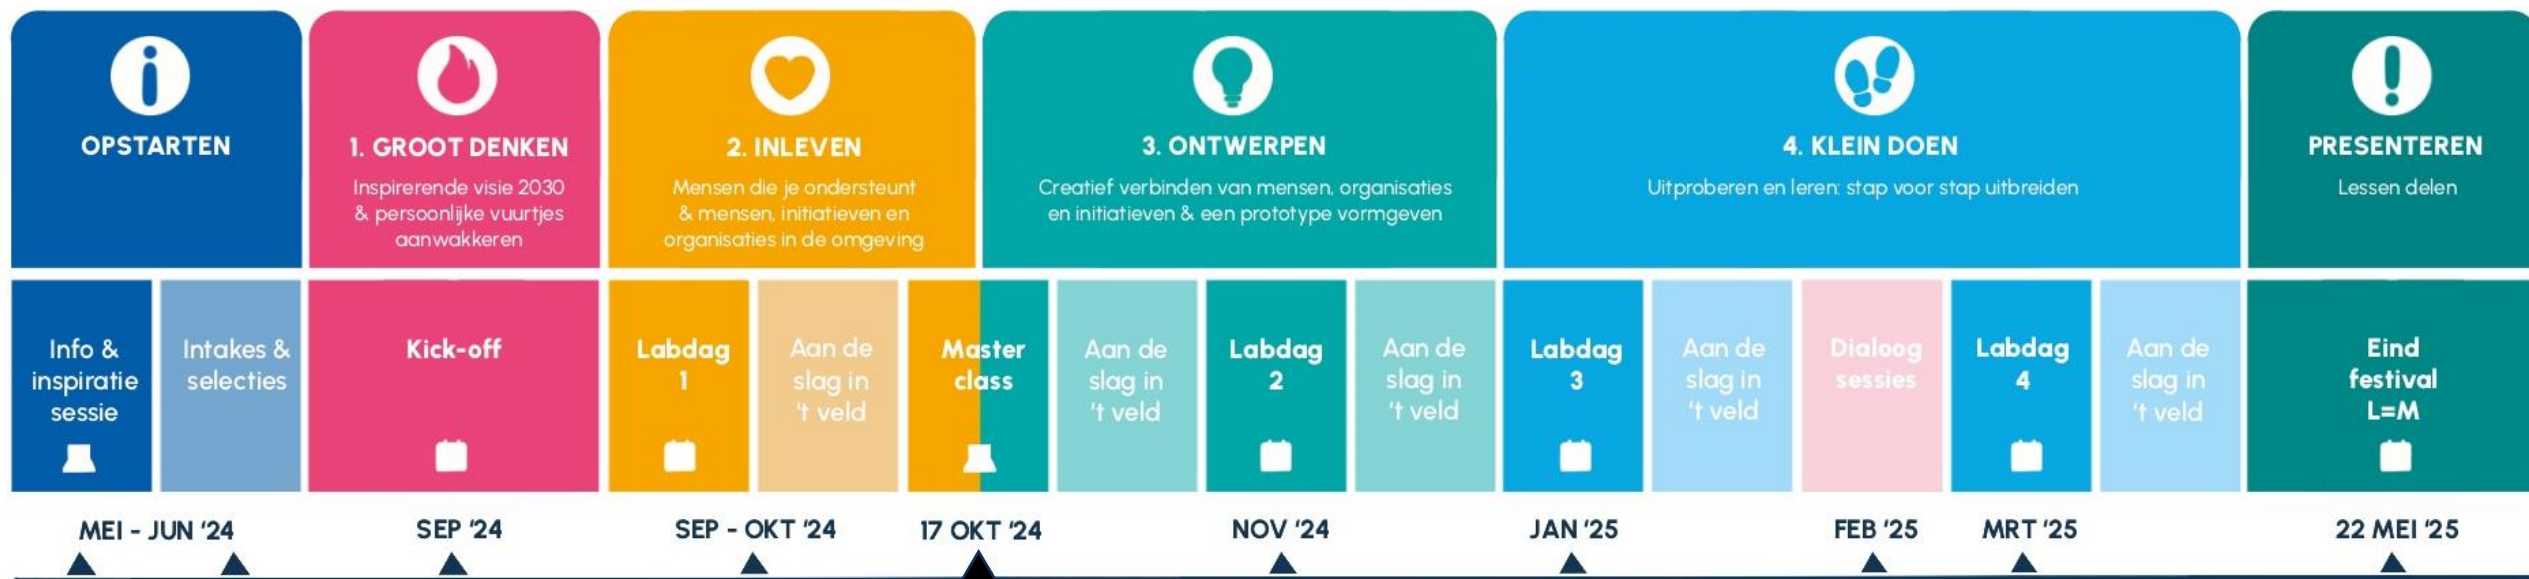 OPSTARTEN
1. GROOT DENKEN
Inspirerende visie 2030
& persoonlijke vuurtjes
aanwakkeren
2. INLEVEN
Mensen die je ondersteunt
& mensen, initiatieven en
organisaties in de omgeving
3. ONTWERPEN
Creatief verbinden van mensen, organisaties
en initiatieven & een prototype vormgeven
4. KLEIN DOEN
Uitproberen en leren: stap voor stap uitbreiden
PRESENTEREN
Lessen delen
Info &
inspiratie
sessie
Intakes &
selecties
Kick-off
Labdag
1
Aan de
slag in
't veld
Master
class
Aan de
slag in
't veld
Labdag
2
Aan de
slag in
't veld
Labdag
3
Aan de
slag in
't veld
Dialoog
sessies
Labdag
4
Aan de
slag in
't veld
Eind
festival
L=M
MEI - JUN '24
SEP '24
SEP - OKT '24
17 OKT '24
NOV '24
JAN '25
FEB '25
MRT '25
22 MEI '25